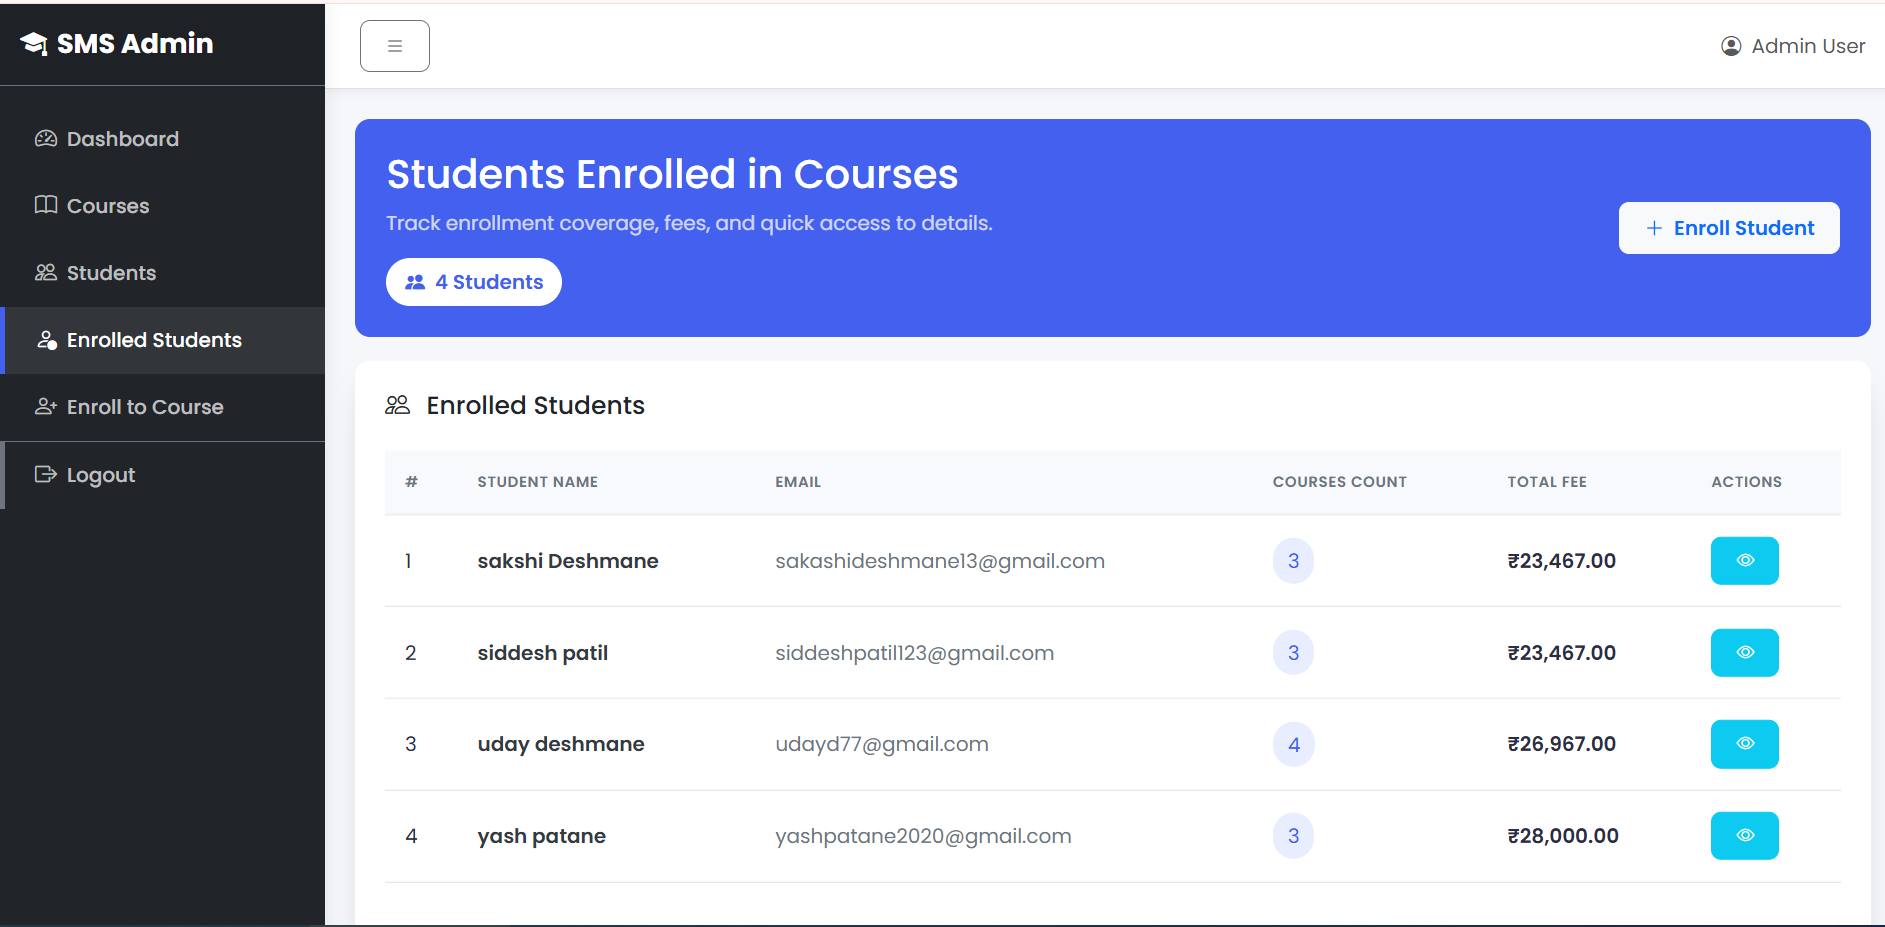 SMS Admin
Admin User
Dashboard
Courses
Students
Enrolled Students
Enroll to Course
Logout
Students Enrolled in Courses
Track enrollment coverage, fees, and quick access to details.
4 Students
+ Enroll Student
Enrolled Students
# STUDENT NAME EMAIL COURSES COUNT TOTAL FEE ACTIONS
1 sakshi Deshmane sakashideshmane13@gmail.com 3 ₹23,467.00
2 siddesh patil siddeshpatil123@gmail.com 3 ₹23,467.00
3 uday deshmane udayd77@gmail.com 4 ₹26,967.00
4 yash patane yashpatane2020@gmail.com 3 ₹28,000.00